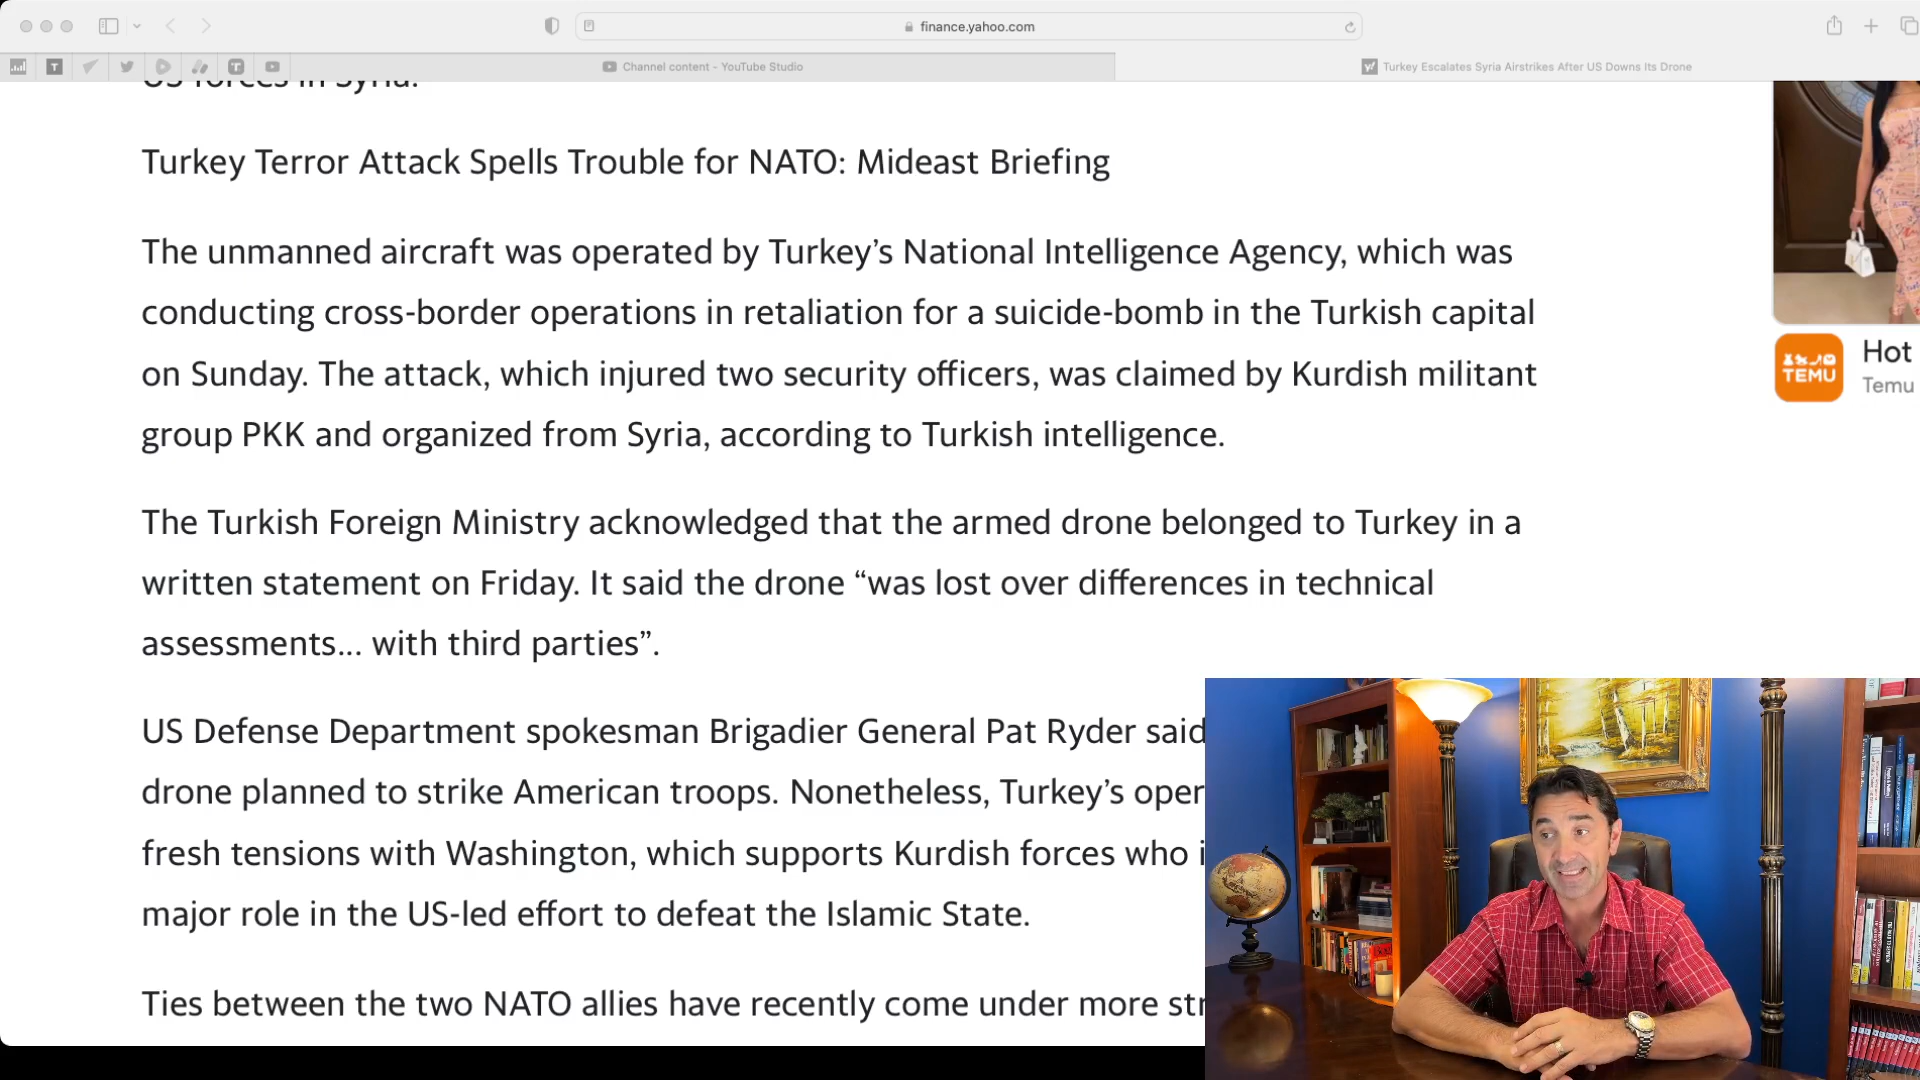 finance.yahoo.com
Channel content - YouTube Studio
Turkey Escalates Syria Airstrikes After US Downs Its Drone
US forces in Syria.
Turkey Terror Attack Spells Trouble for NATO: Mideast Briefing
The unmanned aircraft was operated by Turkey’s National Intelligence Agency, which was
conducting cross-border operations in retaliation for a suicide-bomb in the Turkish capital
on Sunday. The attack, which injured two security officers, was claimed by Kurdish militant
group PKK and organized from Syria, according to Turkish intelligence.
The Turkish Foreign Ministry acknowledged that the armed drone belonged to Turkey in a
written statement on Friday. It said the drone “was lost over differences in technical
assessments... with third parties”.
US Defense Department spokesman Brigadier General Pat Ryder said
drone planned to strike American troops. Nonetheless, Turkey’s oper
fresh tensions with Washington, which supports Kurdish forces who
major role in the US-led effort to defeat the Islamic State.
Ties between the two NATO allies have recently come under more str
TEMU
Hot
Temu